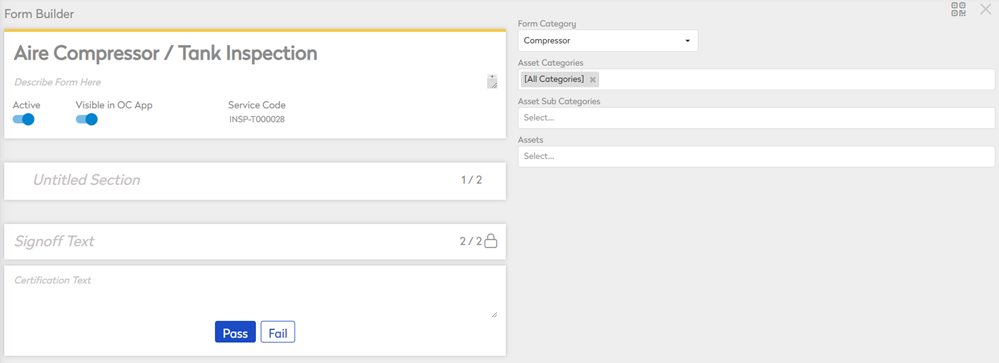 Form Builder
Aire Compressor / Tank Inspection
Describe Form Here
Active
Visible in OC App
Service Code
INSP-T000028
Untitled Section
1 / 2
Signoff Text
2 / 2
Certification Text
Pass
Fail
Form Category
Compressor
Asset Categories
[All Categories] ×
Asset Sub Categories
Select...
Assets
Select...